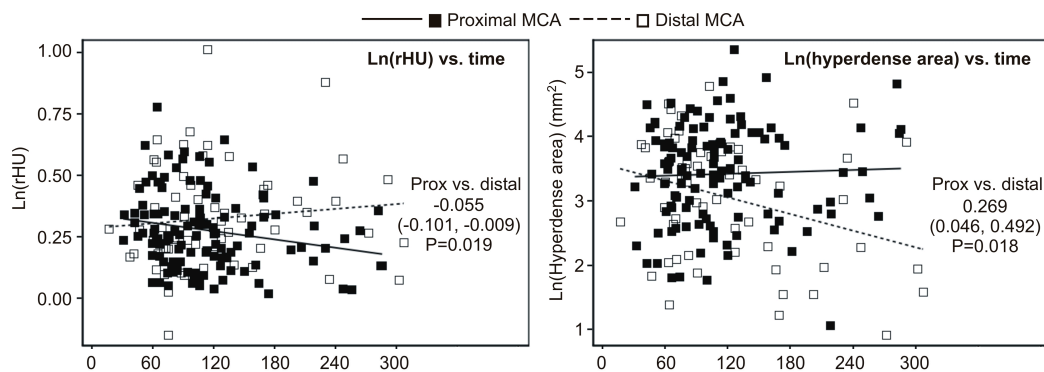 Proximal MCA Distal MCA
Ln(rHU) vs. time
Ln(rHU)
1.00
0.75
0.50
0.25
0.00
Prox vs. distal
-0.055
(-0.101, -0.009)
P=0.019
0 60 120 180 240 300
Ln(hyperdense area) vs. time
Ln(Hyperdense area) (mm²)
5
4
3
2
1
Prox vs. distal
0.269
(0.046, 0.492)
P=0.018
0 60 120 180 240 300